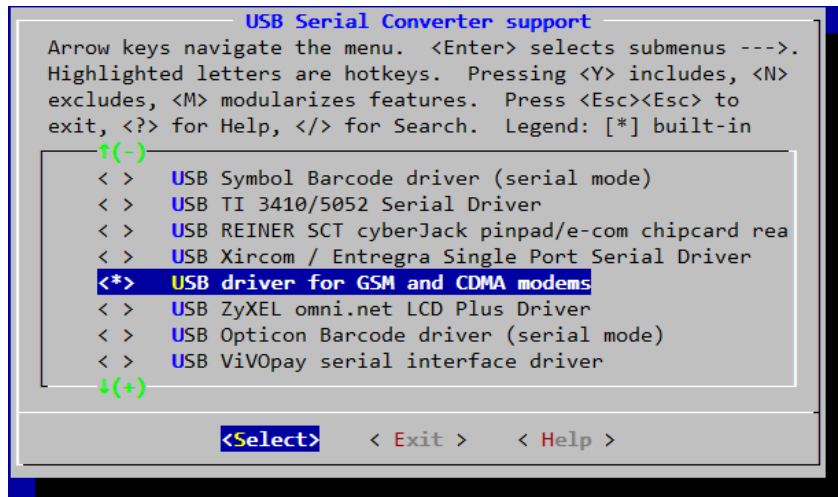 USB Serial Converter support
Arrow keys navigate the menu. <Enter> selects submenus --->.
Highlighted letters are hotkeys. Pressing <Y> includes, <N>
excludes, <M> modularizes features. Press <Esc><Esc> to
exit, <?> for Help, </> for Search. Legend: [*] built-in
↑(-)
< > USB Symbol Barcode driver (serial mode)
< > USB TI 3410/5052 Serial Driver
< > USB REINER SCT cyberJack pinpad/e-com chipcard rea
< > USB Xircom / Entregra Single Port Serial Driver
<*> USB driver for GSM and CDMA modems
< > USB ZyXEL omni.net LCD Plus Driver
< > USB Opticon Barcode driver (serial mode)
< > USB ViVOpay serial interface driver
↓(+)
<Select> < Exit > < Help >